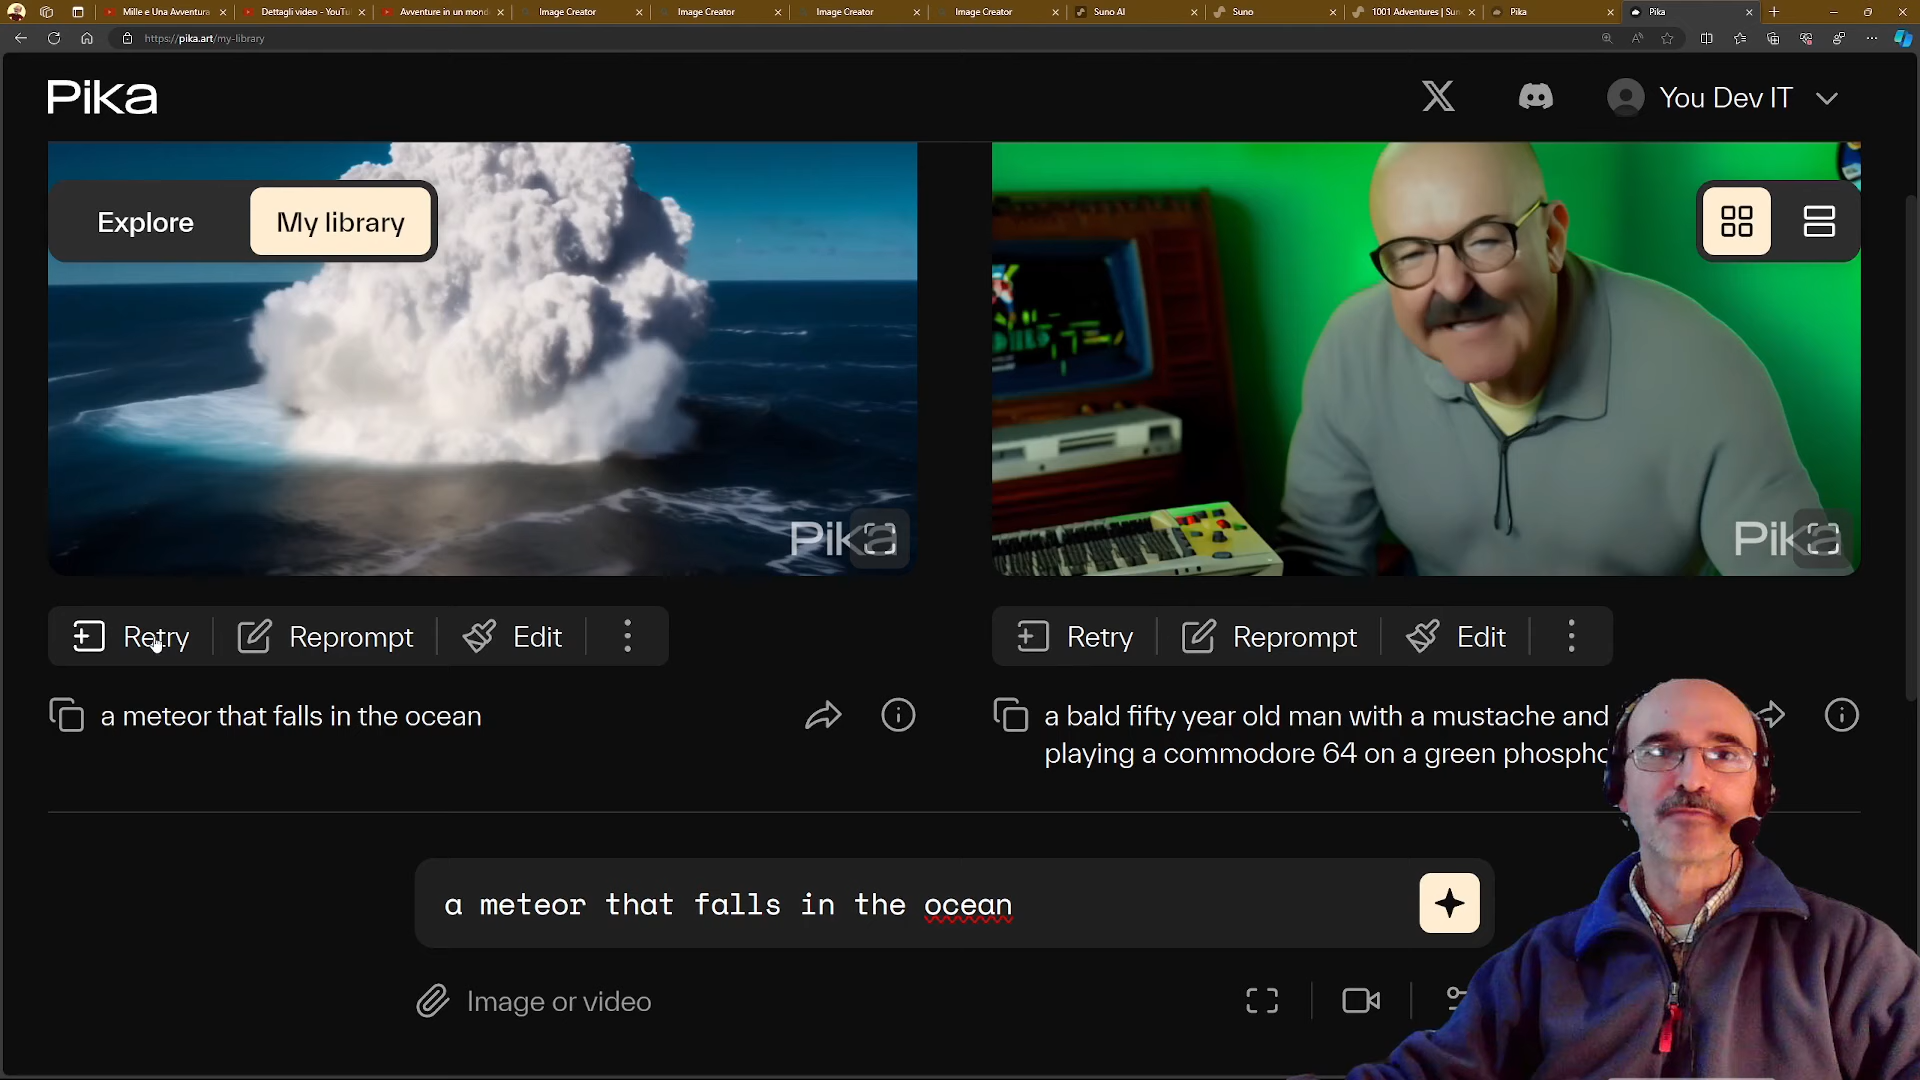 Mille e Una Avventura
Dettagli video - YouTu
Avventure in un mond
Image Creator
Image Creator
Image Creator
Image Creator
Suno AI
Suno
1001 Adventures | Sun
Pika
Pika
https://pika.art/my-library
Pika
You Dev IT
Explore
My library
Pika
Pika
Retry
Reprompt
Edit
Retry
Reprompt
Edit
a meteor that falls in the ocean
a bald fifty year old man with a mustache and
playing a commodore 64 on a green phospho
a meteor that falls in the ocean
Image or video